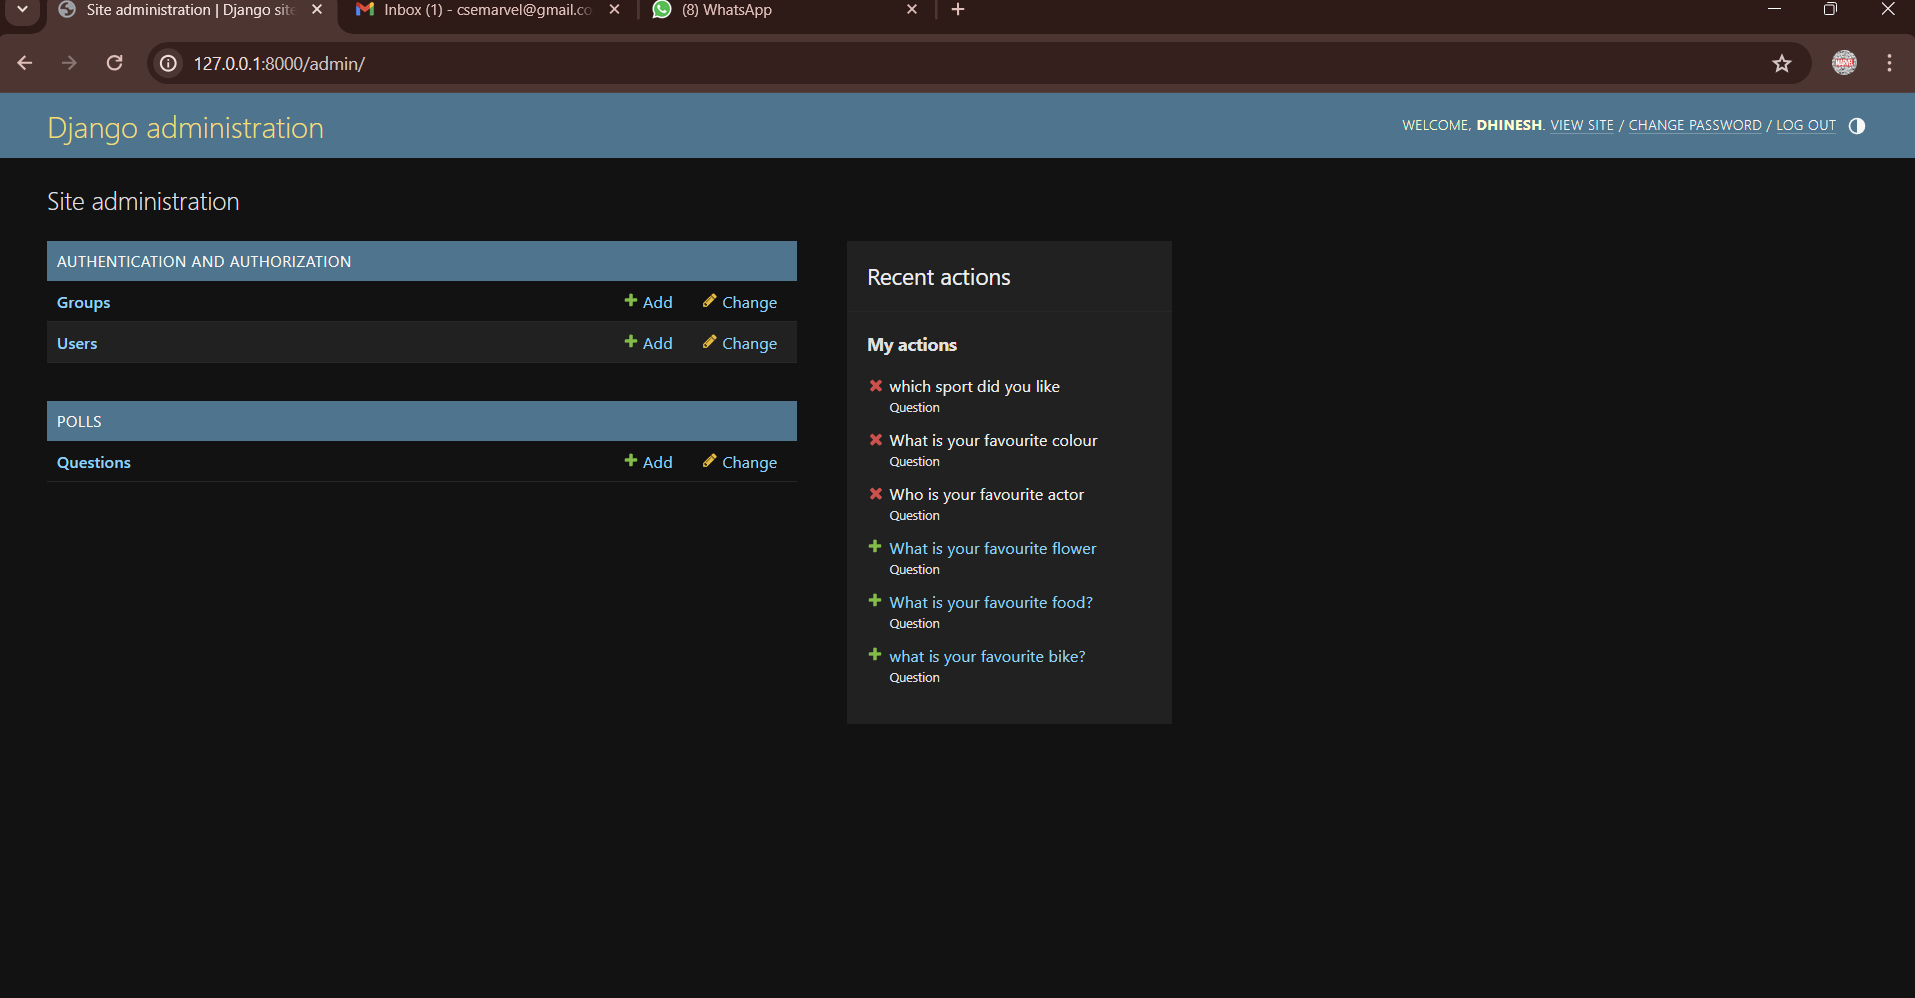 Site administration | Django site
Inbox (1) - csemarvel@gmail.co
(8) WhatsApp
127.0.0.1:8000/admin/
MARVEL
Django administration
WELCOME, DHINESH. VIEW SITE / CHANGE PASSWORD / LOG OUT
Site administration
AUTHENTICATION AND AUTHORIZATION
Groups Add Change
Users Add Change
POLLS
Questions Add Change
Recent actions
My actions
which sport did you like
Question
What is your favourite colour
Question
Who is your favourite actor
Question
What is your favourite flower
Question
What is your favourite food?
Question
what is your favourite bike?
Question